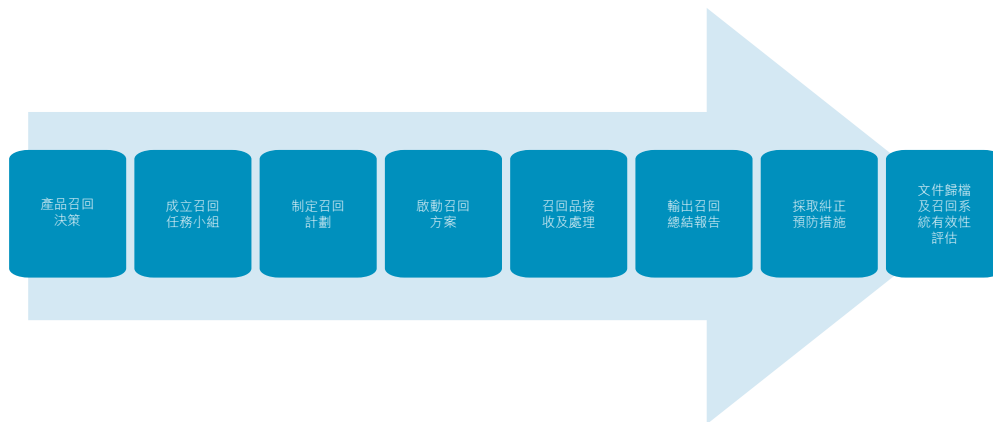 產品召回
決策
成立召回
任務小組
制定召回
計劃
啟動召回
方案
召回品接
收及處理
輸出召回
總結報告
採取糾正
預防措施
文件歸檔
及召回系
統有效性
評估